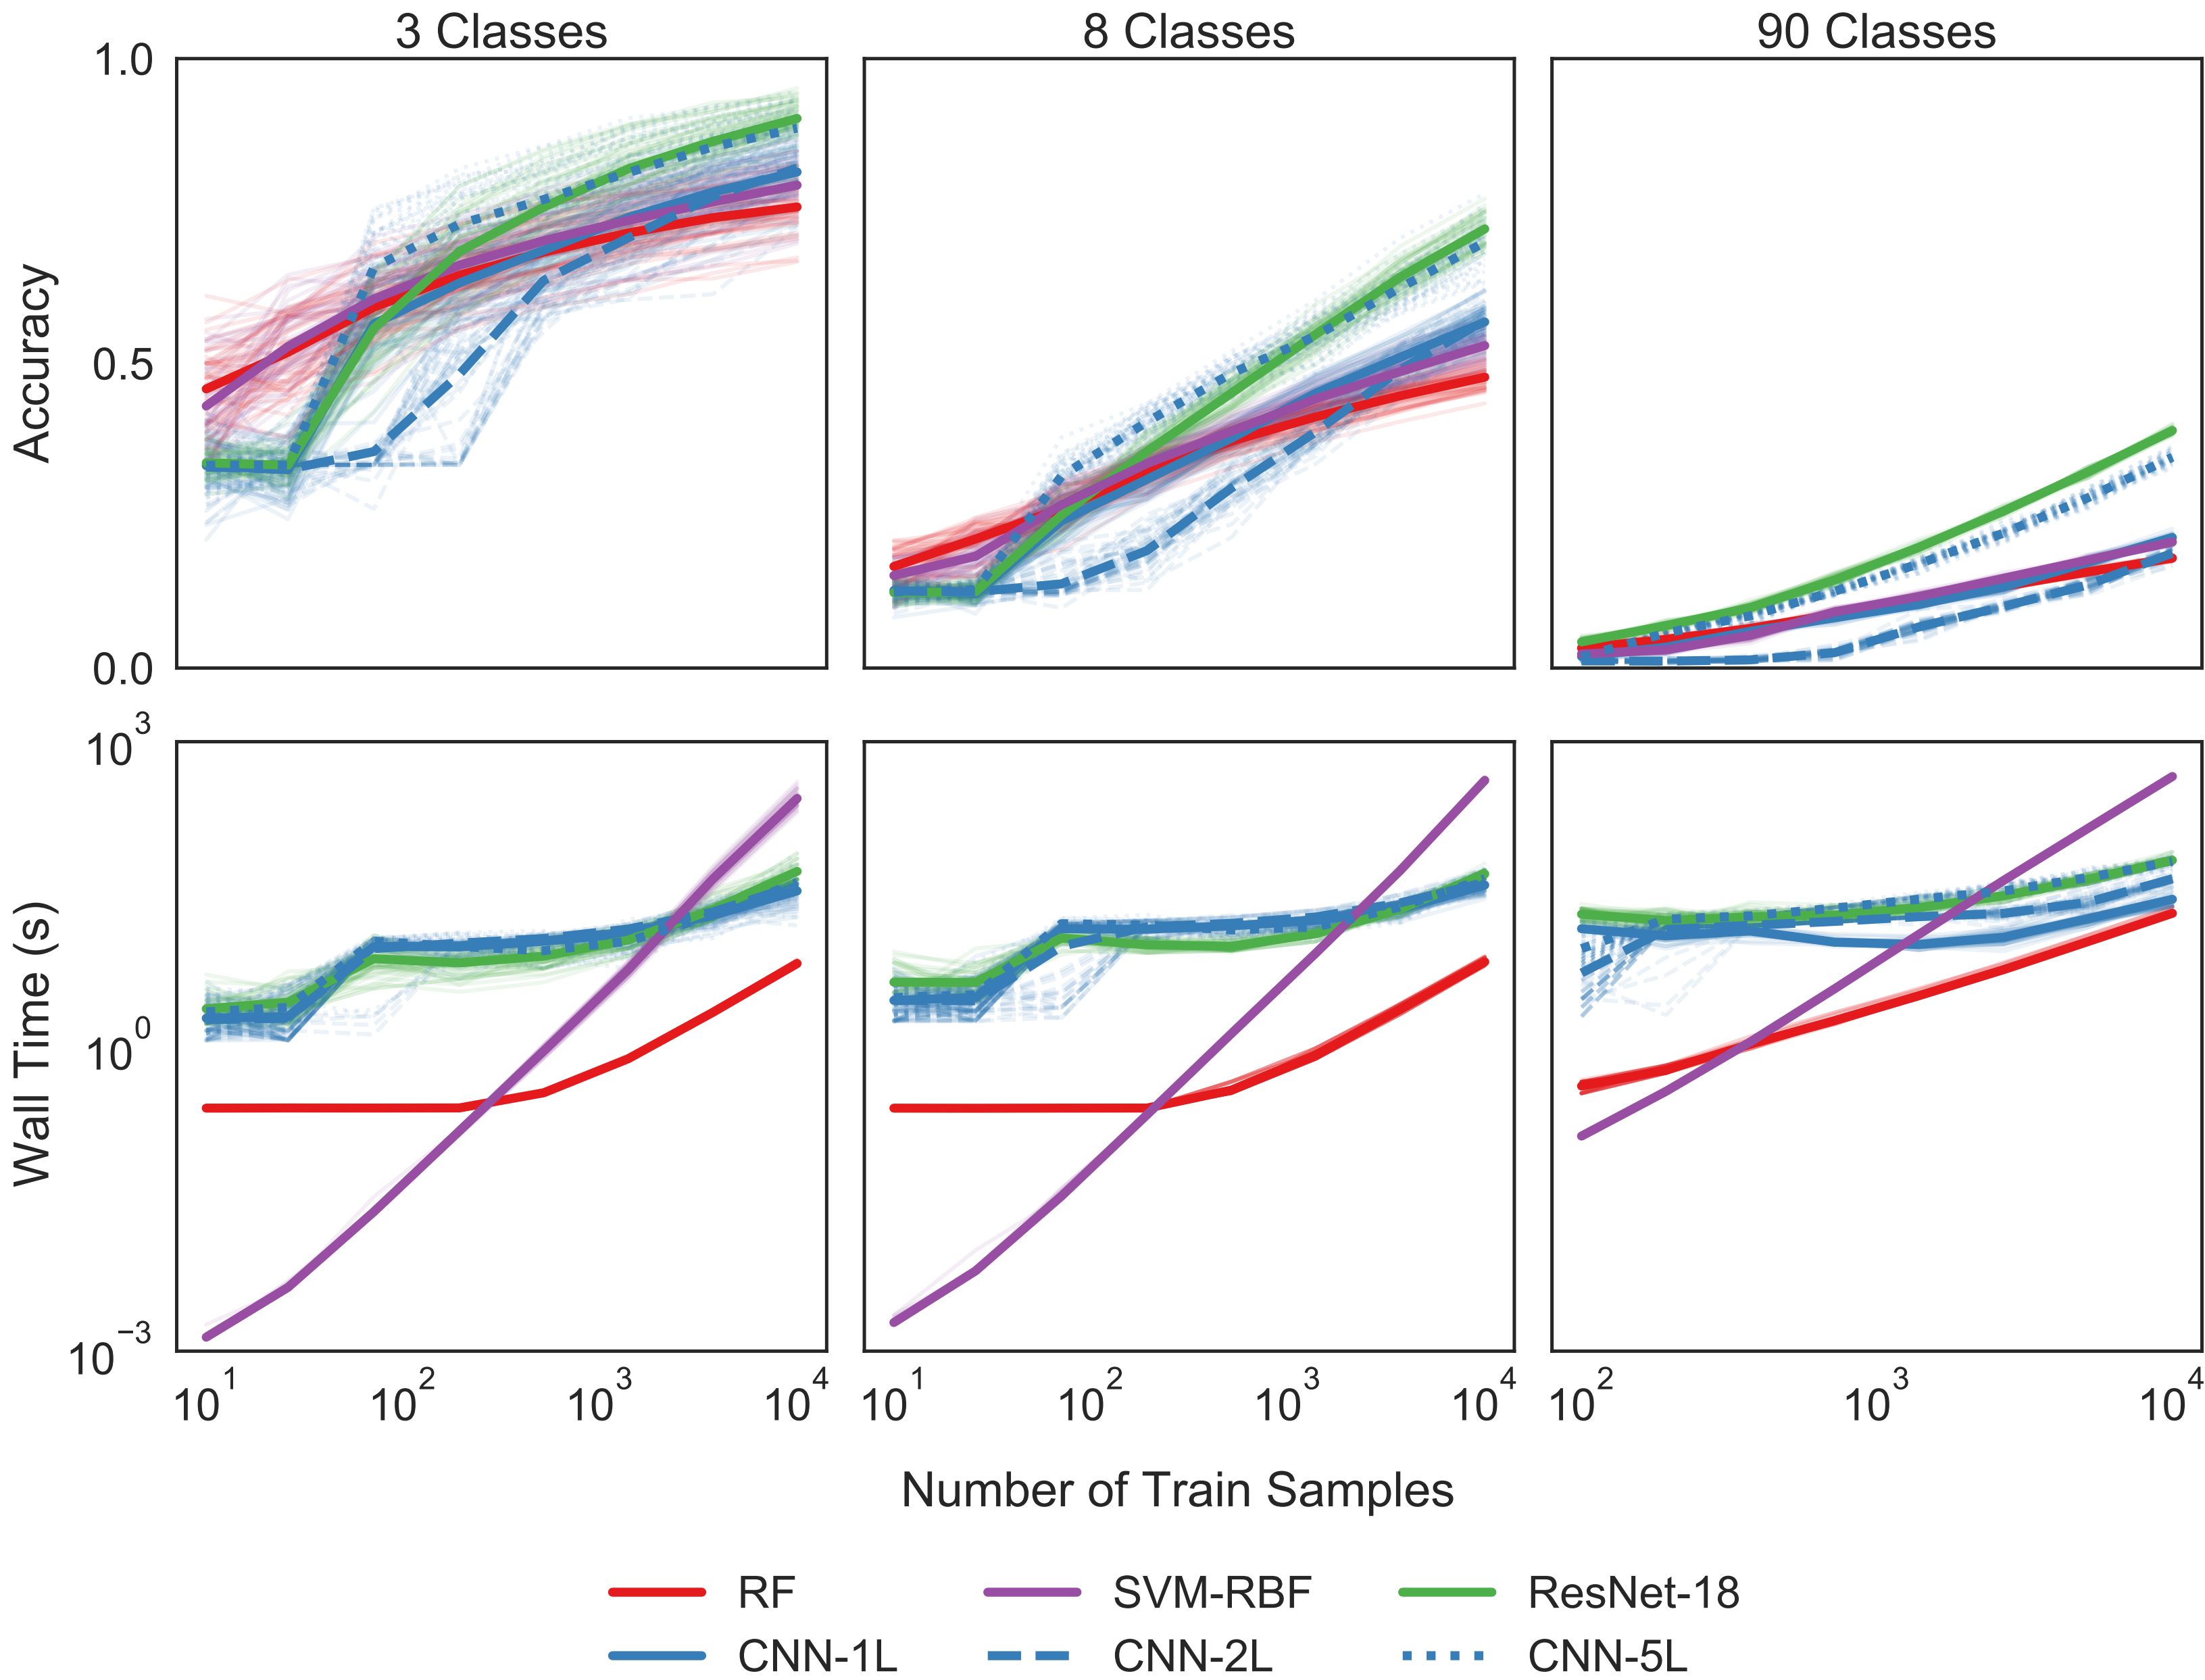 3 Classes 8 Classes 90 Classes
1.0
0.5
0.0
Accuracy
10^3
10^0
10^-3
Wall Time (s)
10^1 10^2 10^3 10^4 10^1 10^2 10^3 10^4 10^2 10^3 10^4
Number of Train Samples
RF SVM-RBF ResNet-18
CNN-1L CNN-2L CNN-5L